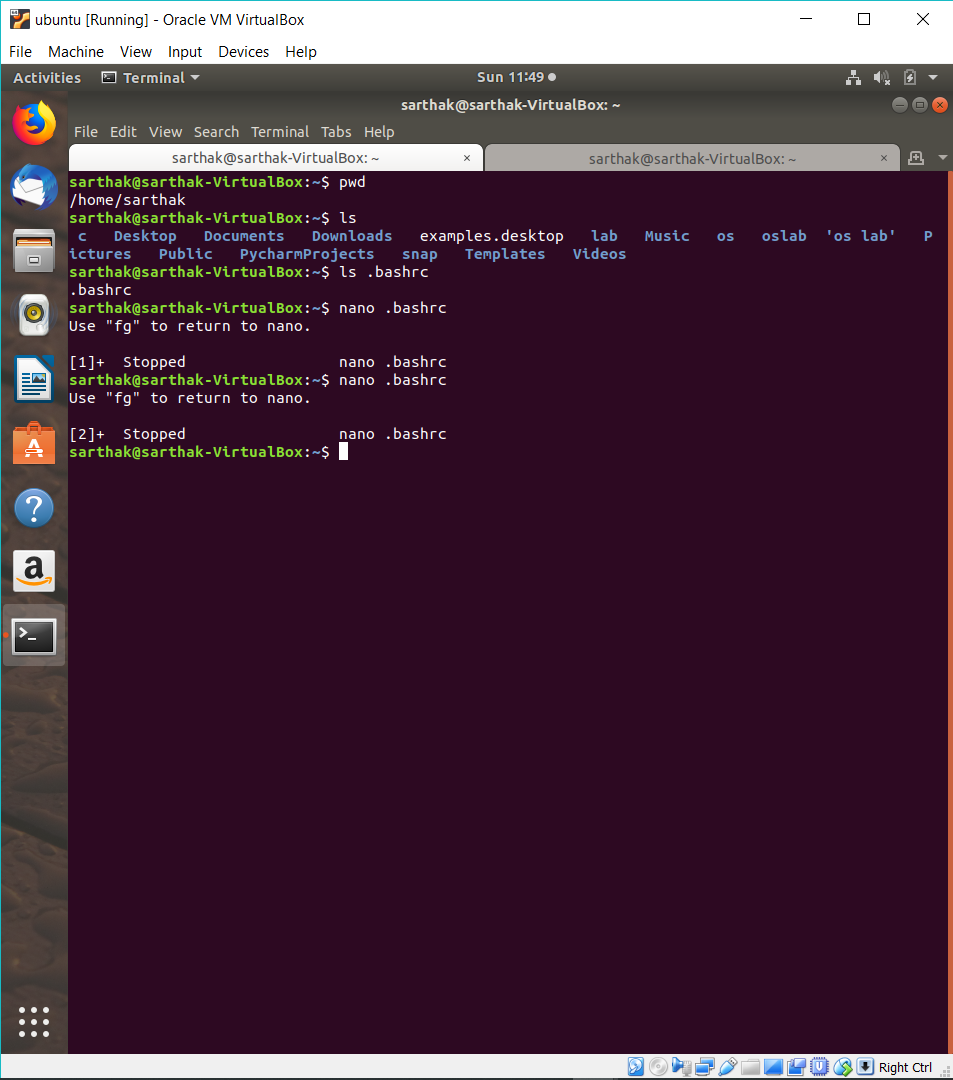 ubuntu [Running] - Oracle VM VirtualBox
File Machine View Input Devices Help
Activities Terminal Sun 11:49
sarthak@sarthak-VirtualBox: ~
File Edit View Search Terminal Tabs Help
sarthak@sarthak-VirtualBox: ~ × sarthak@sarthak-VirtualBox: ~ ×
sarthak@sarthak-VirtualBox:~$ pwd
/home/sarthak
sarthak@sarthak-VirtualBox:~$ ls
c Desktop Documents Downloads examples.desktop lab Music os oslab 'os lab' P
ictures Public PycharmProjects snap Templates Videos
sarthak@sarthak-VirtualBox:~$ ls .bashrc
.bashrc
sarthak@sarthak-VirtualBox:~$ nano .bashrc
Use "fg" to return to nano.
[1]+ Stopped nano .bashrc
sarthak@sarthak-VirtualBox:~$ nano .bashrc
Use "fg" to return to nano.
[2]+ Stopped nano .bashrc
sarthak@sarthak-VirtualBox:~$
Right Ctrl